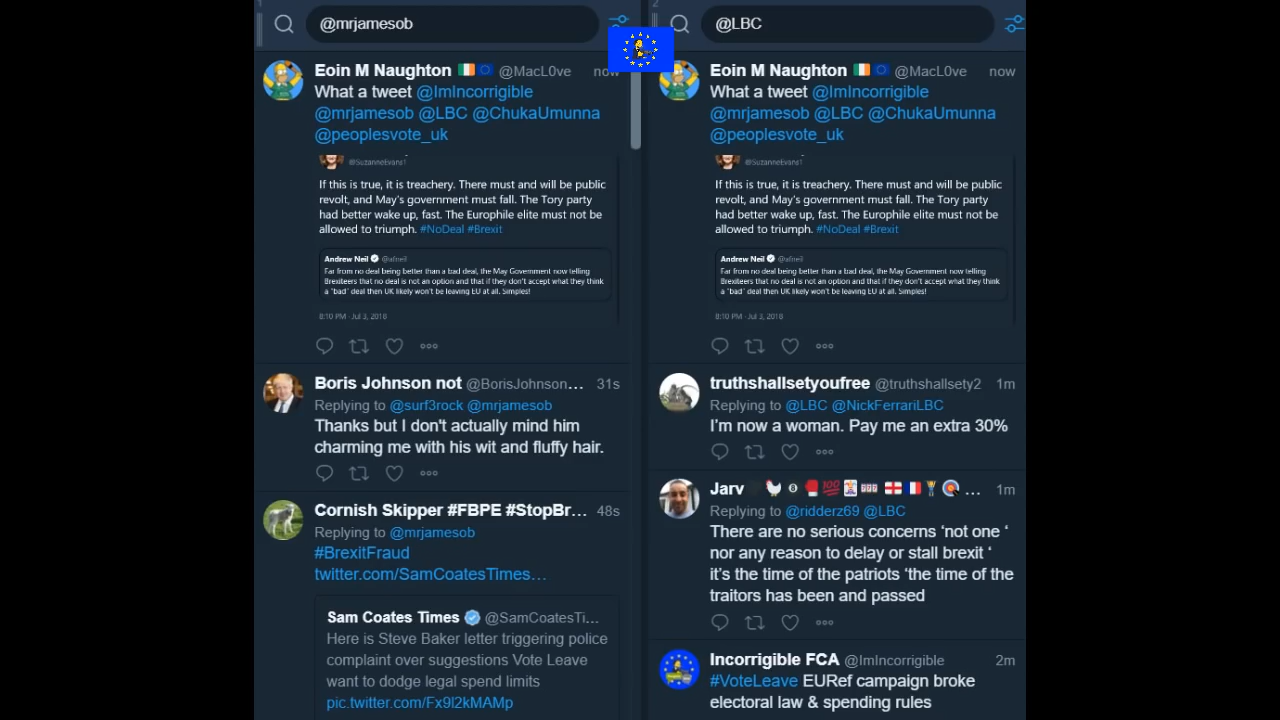 1
@mrjamesob
Eoin M Naughton @MacL0ve now
What a tweet @ImIncorrigible
@mrjamesob @LBC @ChukaUmunna
@peoplesvote_uk
@SuzanneEvans1
If this is true, it is treachery. There must and will be public
revolt, and May's government must fall. The Tory party
had better wake up, fast. The Europhile elite must not be
allowed to triumph. #NoDeal #Brexit
Andrew Neil @afneil
Far from no deal being better than a bad deal, the May Government now telling
Brexiteers that no deal is not an option and that if they don't accept what they think
a "bad" deal then UK likely won't be leaving EU at all. Simples!
8:10 PM - Jul 3, 2018
Boris Johnson not @BorisJohnson… 31s
Replying to @surf3rock @mrjamesob
Thanks but I don't actually mind him
charming me with his wit and fluffy hair.
Cornish Skipper #FBPE #StopBr… 48s
Replying to @mrjamesob
#BrexitFraud
twitter.com/SamCoatesTimes…
Sam Coates Times @SamCoatesTi…
Here is Steve Baker letter triggering police
complaint over suggestions Vote Leave
want to dodge legal spend limits
pic.twitter.com/Fx9l2kMAMp
2
@LBC
Eoin M Naughton @MacL0ve now
What a tweet @ImIncorrigible
@mrjamesob @LBC @ChukaUmunna
@peoplesvote_uk
@SuzanneEvans1
If this is true, it is treachery. There must and will be public
revolt, and May's government must fall. The Tory party
had better wake up, fast. The Europhile elite must not be
allowed to triumph. #NoDeal #Brexit
Andrew Neil @afneil
Far from no deal being better than a bad deal, the May Government now telling
Brexiteers that no deal is not an option and that if they don't accept what they think
a "bad" deal then UK likely won't be leaving EU at all. Simples!
8:10 PM - Jul 3, 2018
truthshallsetyoufree @truthshallsety2 1m
Replying to @LBC @NickFerrariLBC
I'm now a woman. Pay me an extra 30%
Jarv … 1m
Replying to @ridderz69 @LBC
There are no serious concerns ‘not one ‘
nor any reason to delay or stall brexit ‘
it's the time of the patriots ‘the time of the
traitors has been and passed
Incorrigible FCA @ImIncorrigible 2m
#VoteLeave EURef campaign broke
electoral law & spending rules